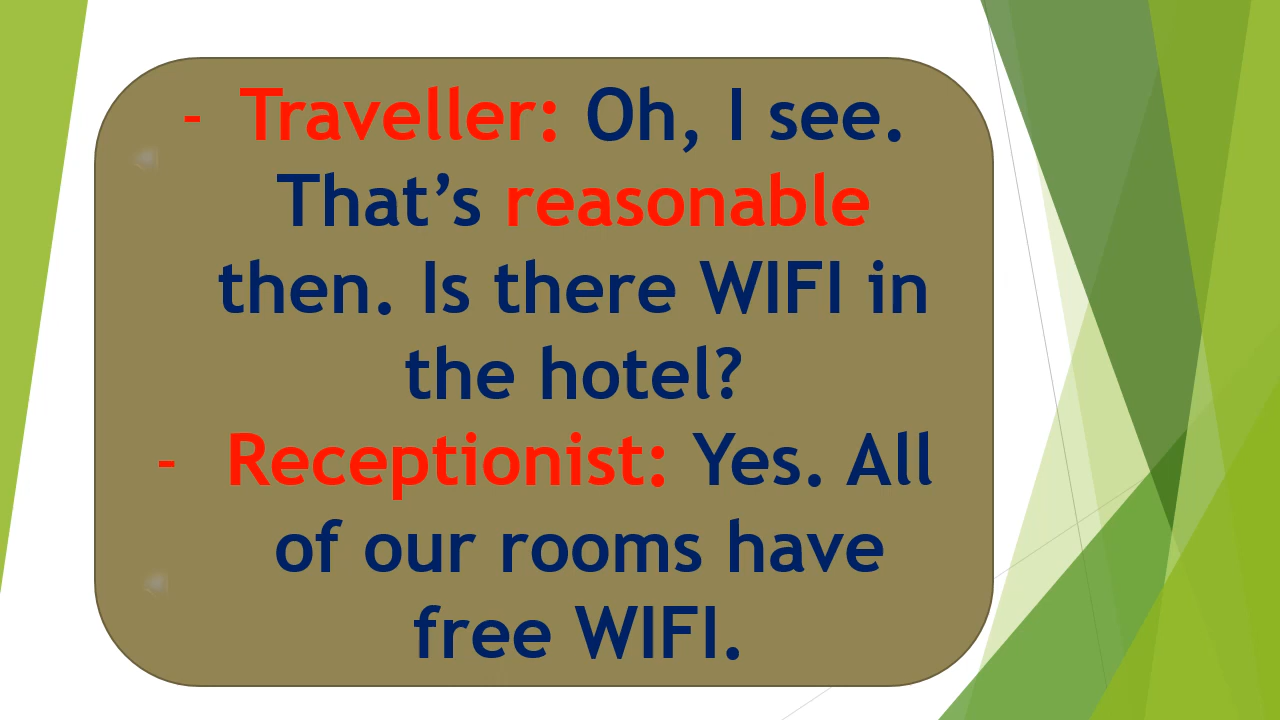 - Traveller: Oh, I see.
That’s reasonable
then. Is there WIFI in
the hotel?
- Receptionist: Yes. All
of our rooms have
free WIFI.